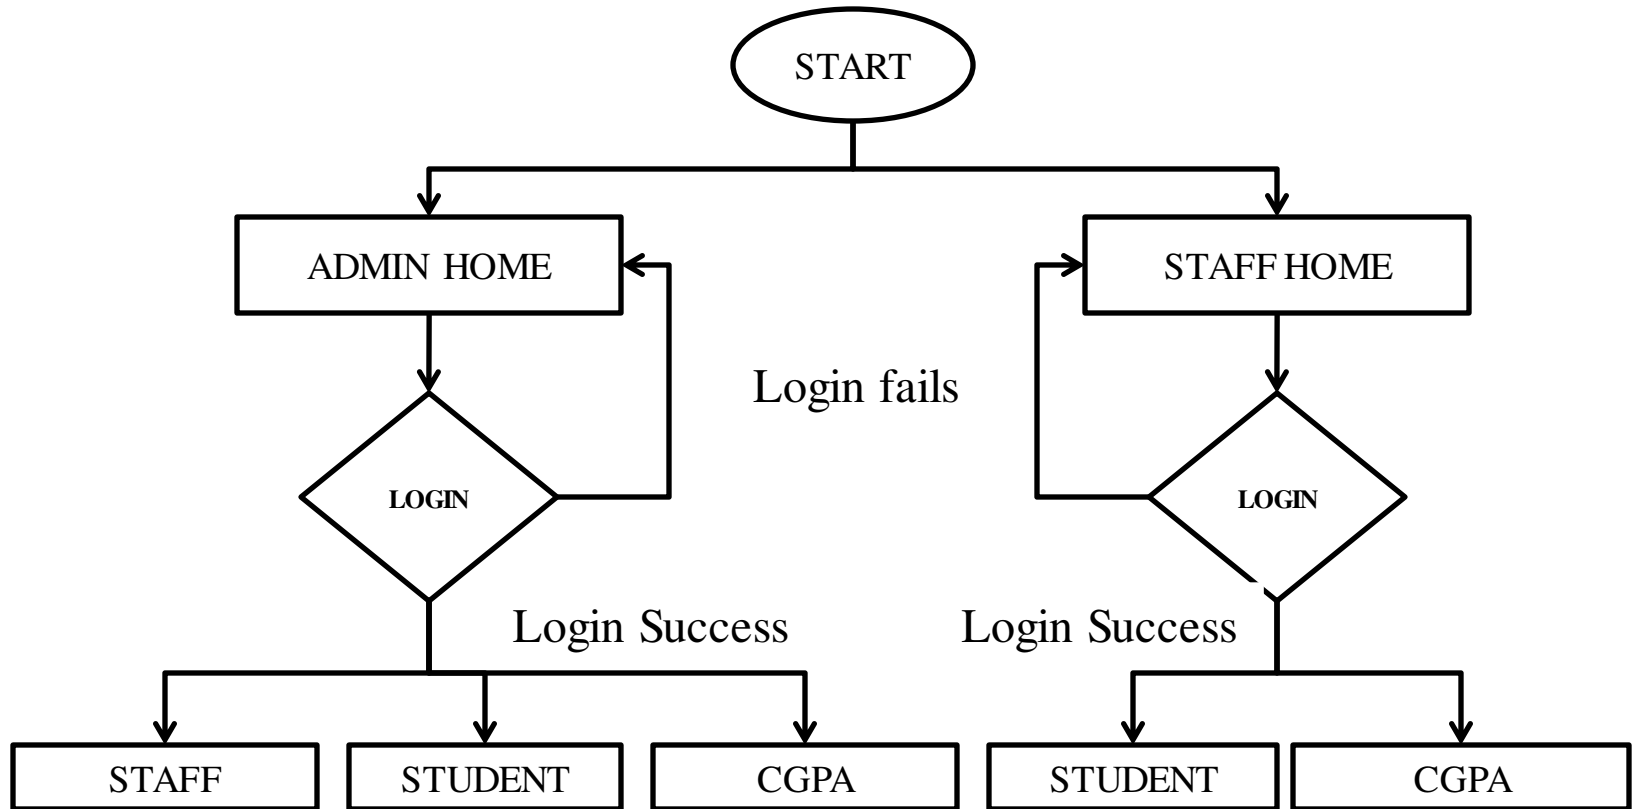 START
ADMIN HOME
STAFF HOME
Login fails
LOGIN
LOGIN
Login Success
Login Success
STAFF
STUDENT
CGPA
STUDENT
CGPA